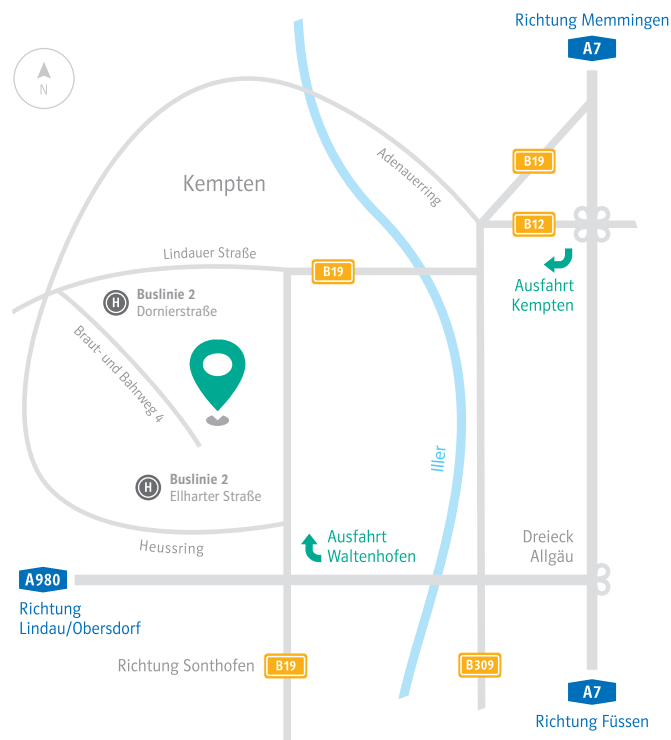 Richtung Memmingen
A7
N
Adenauerring
B19
Kempten
B12
Lindauer Straße
B19
Ausfahrt
Kempten
H
Buslinie 2
Dornierstraße
Braut- und Bahrweg 4
Iller
H
Buslinie 2
Ellharter Straße
Heussring
Ausfahrt
Waltenhofen
Dreieck
Allgäu
A980
Richtung
Lindau/Obersdorf
Richtung Sonthofen
B19
B309
A7
Richtung Füssen